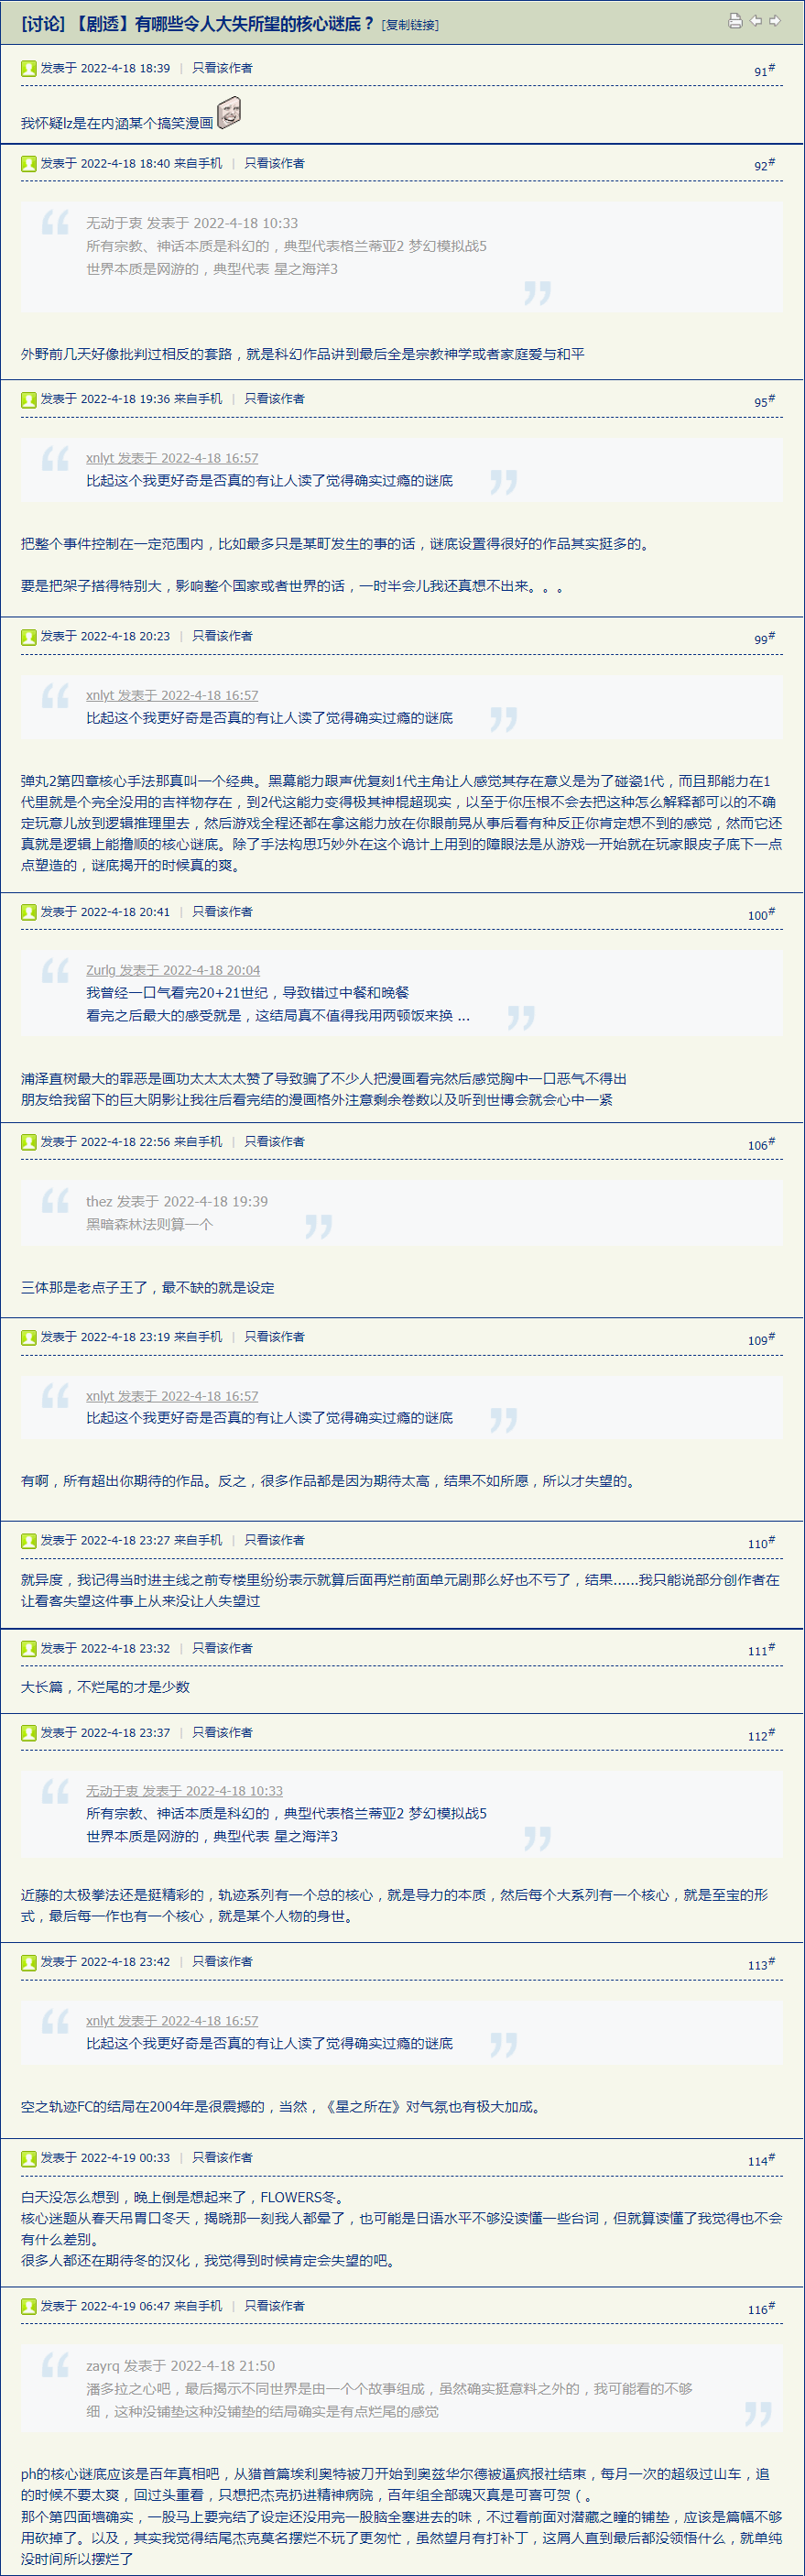 [讨论] 【剧透】有哪些令人大失所望的核心谜底？ [复制链接]
发表于 2022-4-18 18:39 | 只看该作者 91#
我怀疑lz是在内涵某个搞笑漫画
发表于 2022-4-18 18:40 来自手机 | 只看该作者 92#
无动于衷 发表于 2022-4-18 10:33
所有宗教、神话本质是科幻的，典型代表格兰蒂亚2 梦幻模拟战5
世界本质是网游的，典型代表 星之海洋3
外野前几天好像批判过相反的套路，就是科幻作品讲到最后全是宗教神学或者家庭爱与和平
发表于 2022-4-18 19:36 来自手机 | 只看该作者 95#
xnlyt 发表于 2022-4-18 16:57
比起这个我更好奇是否真的有让人读了觉得确实过瘾的谜底
把整个事件控制在一定范围内，比如最多只是某町发生的事的话，谜底设置得很好的作品其实挺多的。
要是把架子搭得特别大，影响整个国家或者世界的话，一时半会儿我还真想不出来。。。
发表于 2022-4-18 20:23 | 只看该作者 99#
xnlyt 发表于 2022-4-18 16:57
比起这个我更好奇是否真的有让人读了觉得确实过瘾的谜底
弹丸2第四章核心手法那真叫一个经典。黑幕能力跟声优复刻1代主角让人感觉其存在意义是为了碰瓷1代，而且那能力在1
代里就是个完全没用的吉祥物存在，到2代这能力变得极其神棍超现实，以至于你压根不会去把这种怎么解释都可以的不确
定玩意儿放到逻辑推理里去，然后游戏全程还都在拿这能力放在你眼前晃从事后看有种反正你肯定想不到的感觉，然而它还
真就是逻辑上能撸顺的核心谜底。除了手法构思巧妙外在这个诡计上用到的障眼法是从游戏一开始就在玩家眼皮子底下一点
点塑造的，谜底揭开的时候真的爽。
发表于 2022-4-18 20:41 | 只看该作者 100#
Zurlg 发表于 2022-4-18 20:04
我曾经一口气看完20+21世纪，导致错过中餐和晚餐
看完之后最大的感受就是，这结局真不值得我用两顿饭来换 ...
浦泽直树最大的罪恶是画功太太太太赞了导致骗了不少人把漫画看完然后感觉胸中一口恶气不得出
朋友给我留下的巨大阴影让我往后看完结的漫画格外注意剩余卷数以及听到世博会就会心中一紧
发表于 2022-4-18 22:56 来自手机 | 只看该作者 106#
thez 发表于 2022-4-18 19:39
黑暗森林法则算一个
三体那是老点子王了，最不缺的就是设定
发表于 2022-4-18 23:19 来自手机 | 只看该作者 109#
xnlyt 发表于 2022-4-18 16:57
比起这个我更好奇是否真的有让人读了觉得确实过瘾的谜底
有啊，所有超出你期待的作品。反之，很多作品都是因为期待太高，结果不如所愿，所以才失望的。
发表于 2022-4-18 23:27 来自手机 | 只看该作者 110#
就异度，我记得当时进主线之前专楼里纷纷表示就算后面再烂前面单元剧那么好也不亏了，结果......我只能说部分创作者在
让看客失望这件事上从来没让人失望过
发表于 2022-4-18 23:32 | 只看该作者 111#
大长篇，不烂尾的才是少数
发表于 2022-4-18 23:37 | 只看该作者 112#
无动于衷 发表于 2022-4-18 10:33
所有宗教、神话本质是科幻的，典型代表格兰蒂亚2 梦幻模拟战5
世界本质是网游的，典型代表 星之海洋3
近藤的太极拳法还是挺精彩的，轨迹系列有一个总的核心，就是导力的本质，然后每个大系列有一个核心，就是至宝的形
式，最后每一作也有一个核心，就是某个人物的身世。
发表于 2022-4-18 23:42 | 只看该作者 113#
xnlyt 发表于 2022-4-18 16:57
比起这个我更好奇是否真的有让人读了觉得确实过瘾的谜底
空之轨迹FC的结局在2004年是很震撼的，当然，《星之所在》对气氛也有极大加成。
发表于 2022-4-19 00:33 | 只看该作者 114#
白天没怎么想到，晚上倒是想起来了，FLOWERS冬。
核心迷题从春天吊胃口冬天，揭晓那一刻我人都晕了，也可能是日语水平不够没读懂一些台词，但就算读懂了我觉得也不会
有什么差别。
很多人都还在期待冬的汉化，我觉得到时候肯定会失望的吧。
发表于 2022-4-19 06:47 来自手机 | 只看该作者 116#
zayrq 发表于 2022-4-18 21:50
潘多拉之心吧，最后揭示不同世界是由一个个故事组成，虽然确实挺意料之外的，我可能看的不够
细，这种没铺垫这种没铺垫的结局确实是有点烂尾的感觉
ph的核心谜底应该是百年真相吧，从猎首篇埃利奥特被刀开始到奥兹华尔德被逼疯报社结束，每月一次的超级过山车，追
的时候不要太爽，回过头重看，只想把杰克扔进精神病院，百年组全部魂灭真是可喜可贺（。
那个第四面墙确实，一股马上要完结了设定还没用完一股脑全塞进去的味，不过看前面对潜藏之瞳的铺垫，应该是篇幅不够
用砍掉了。以及，其实我觉得结尾杰克莫名摆烂不玩了更匆忙，虽然望月有打补丁，这屑人直到最后都没领悟什么，就单纯
没时间所以摆烂了